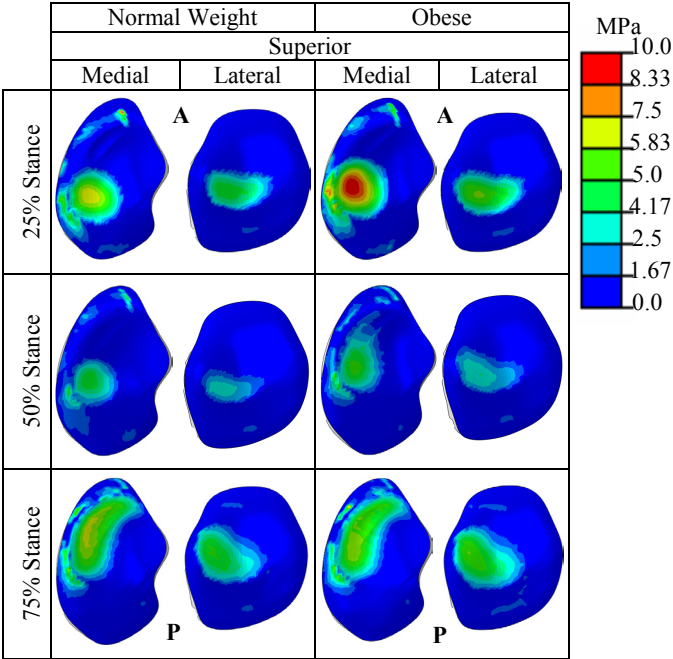 Normal Weight Obese
Superior
Medial Lateral Medial Lateral
MPa
10.0
8.33
7.5
5.83
5.0
4.17
2.5
1.67
0.0
25% Stance
A A
50% Stance
75% Stance
P P